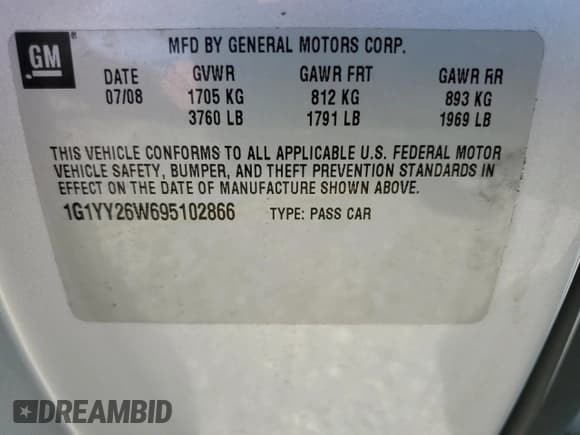 GM ®
MFD BY GENERAL MOTORS CORP.
DATE GVWR GAWR FRT GAWR RR
07/08 1705 KG 812 KG 893 KG
3760 LB 1791 LB 1969 LB
THIS VEHICLE CONFORMS TO ALL APPLICABLE U.S. FEDERAL MOTOR
VEHICLE SAFETY, BUMPER, AND THEFT PREVENTION STANDARDS IN
EFFECT ON THE DATE OF MANUFACTURE SHOWN ABOVE.
1G1YY26W695102866 TYPE: PASS CAR
DREAMBID